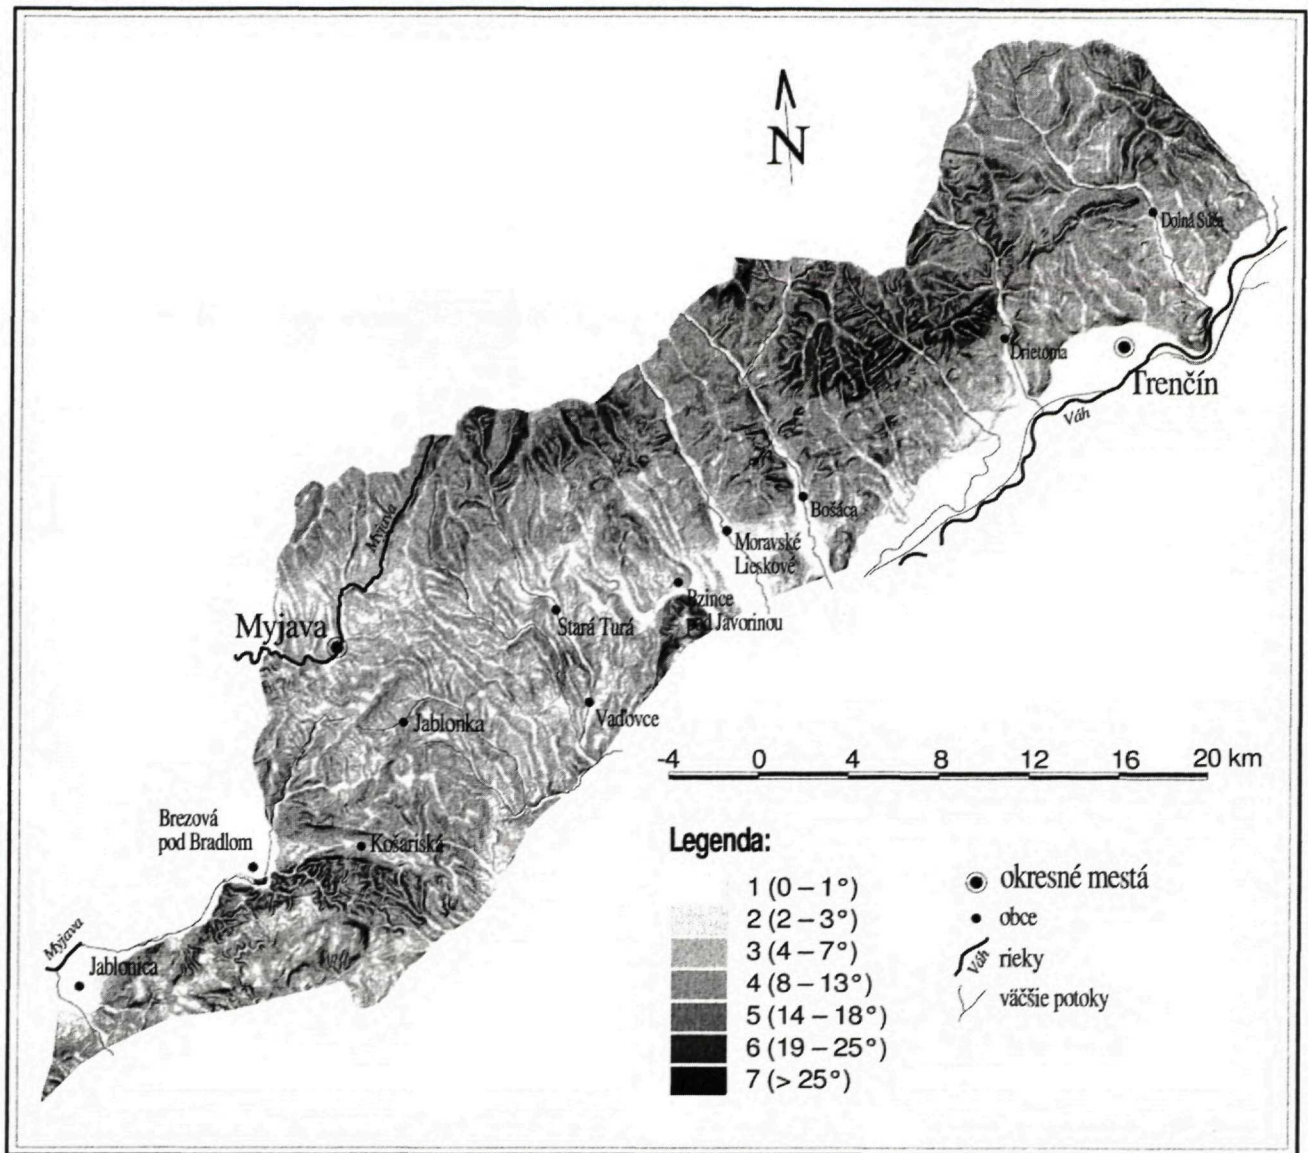 N
Dolná Súča
Drietoma
Trenčín
Váh
Bošáca
Myjava
Moravské
Lieskové
Bzince
pod Javorinou
Myjava
Stará Turá
Jablonka
Vaďovce
-4 0 4 8 12 16 20 km
Brezová
pod Bradlom
Košariská
Myjava
Jablonica
Legenda:
1 (0 – 1°)
2 (2 – 3°)
3 (4 – 7°)
4 (8 – 13°)
5 (14 – 18°)
6 (19 – 25°)
7 (> 25°)
okresné mestá
obce
Váh rieky
väčšie potoky